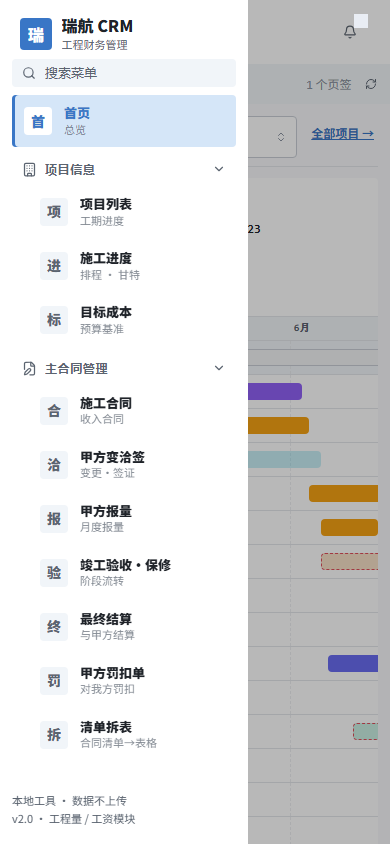 瑞
瑞航 CRM
工程财务管理
搜索菜单
首
首页
总览
项目信息
项
项目列表
工期进度
进
施工进度
排程 · 甘特
标
目标成本
预算基准
主合同管理
合
施工合同
收入合同
洽
甲方变洽签
变更·签证
报
甲方报量
月度报量
验
竣工验收·保修
阶段流转
终
最终结算
与甲方结算
罚
甲方罚扣单
对我方罚扣
拆
清单拆表
合同清单→表格
本地工具 · 数据不上传
v2.0 · 工程量 / 工资模块
1 个页签
全部项目 →
23
6月